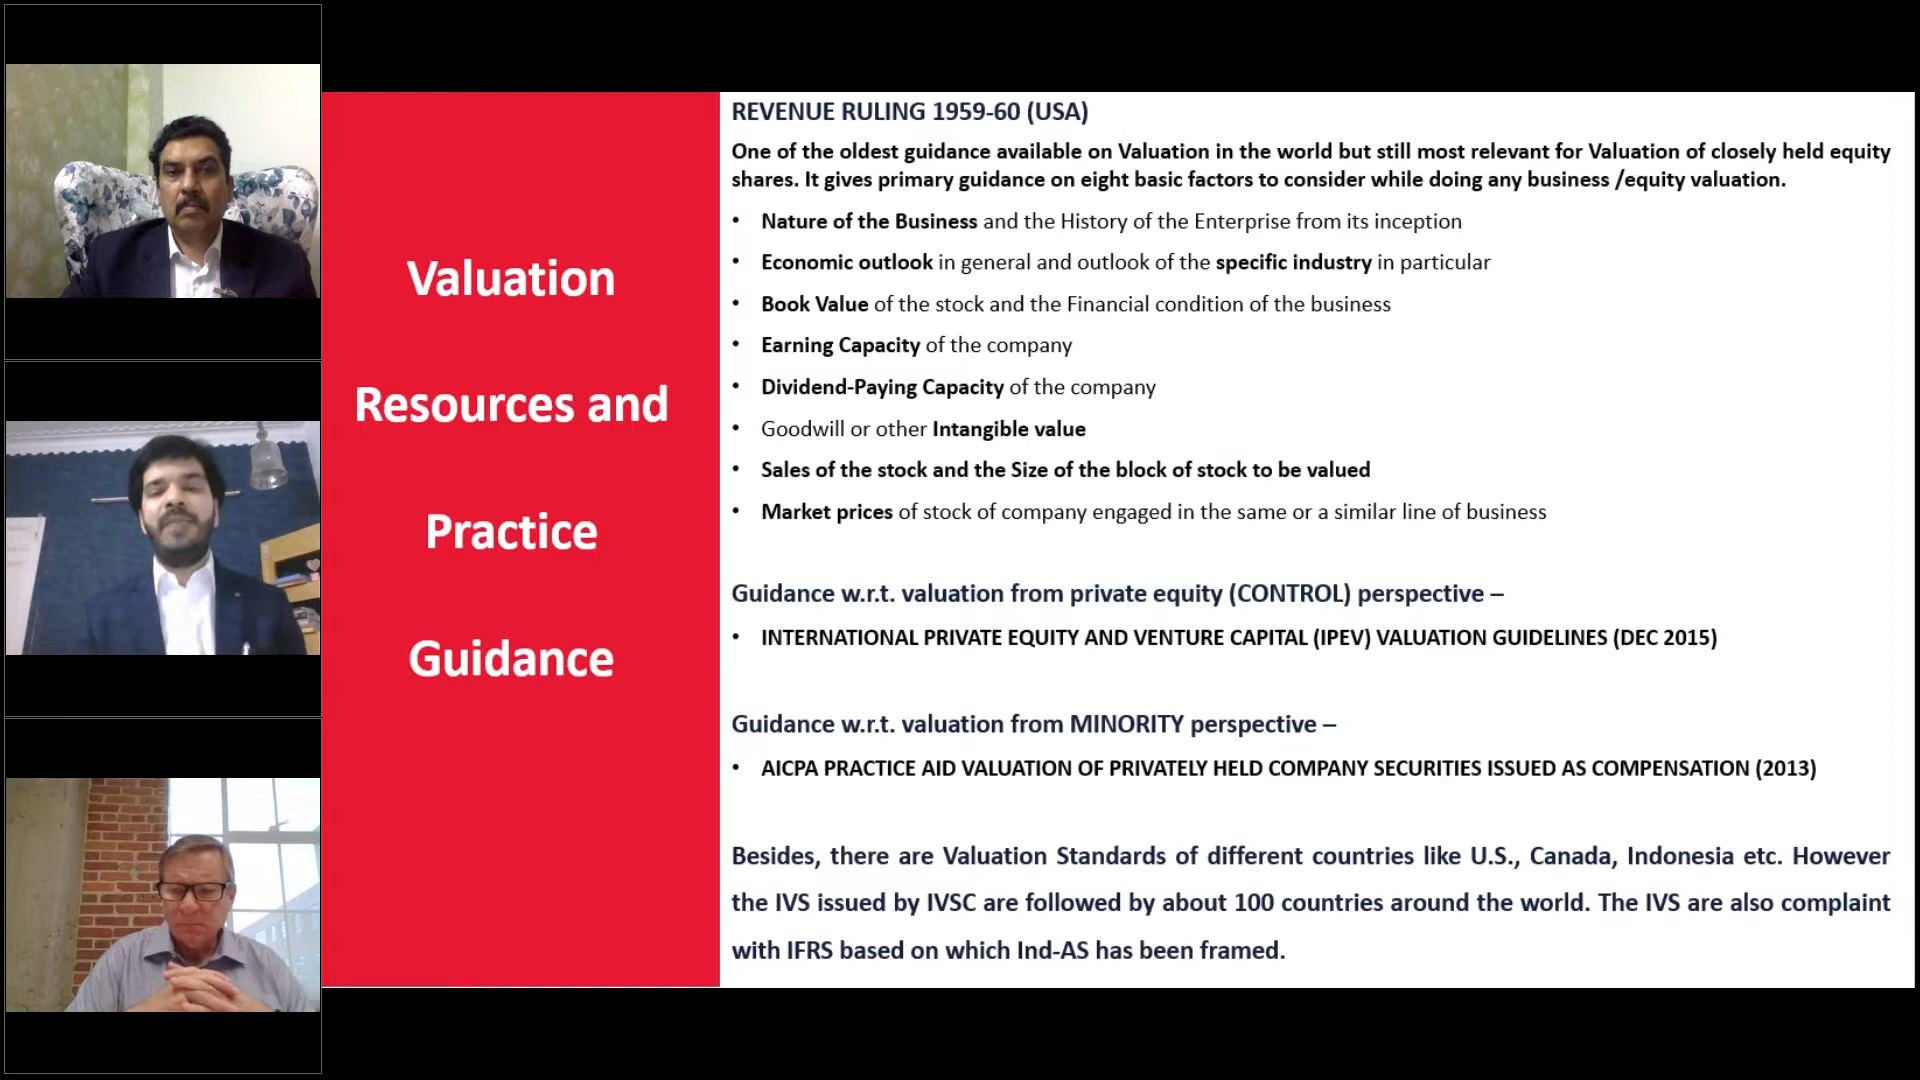 Valuation
Resources and
Practice
Guidance
REVENUE RULING 1959-60 (USA)
One of the oldest guidance available on Valuation in the world but still most relevant for Valuation of closely held equity
shares. It gives primary guidance on eight basic factors to consider while doing any business /equity valuation.
• Nature of the Business and the History of the Enterprise from its inception
• Economic outlook in general and outlook of the specific industry in particular
• Book Value of the stock and the Financial condition of the business
• Earning Capacity of the company
• Dividend-Paying Capacity of the company
• Goodwill or other Intangible value
• Sales of the stock and the Size of the block of stock to be valued
• Market prices of stock of company engaged in the same or a similar line of business
Guidance w.r.t. valuation from private equity (CONTROL) perspective –
• INTERNATIONAL PRIVATE EQUITY AND VENTURE CAPITAL (IPEV) VALUATION GUIDELINES (DEC 2015)
Guidance w.r.t. valuation from MINORITY perspective –
• AICPA PRACTICE AID VALUATION OF PRIVATELY HELD COMPANY SECURITIES ISSUED AS COMPENSATION (2013)
Besides, there are Valuation Standards of different countries like U.S., Canada, Indonesia etc. However
the IVS issued by IVSC are followed by about 100 countries around the world. The IVS are also complaint
with IFRS based on which Ind-AS has been framed.